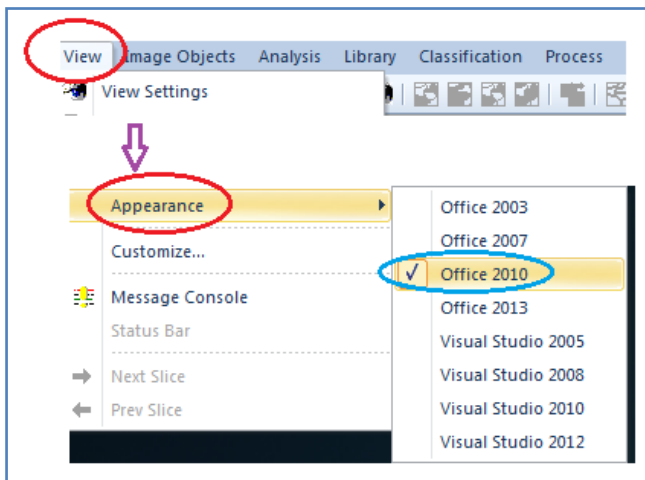 View Image Objects Analysis Library Classification Process
View Settings
Appearance
Customize...
Message Console
Status Bar
Next Slice
Prev Slice
Office 2003
Office 2007
Office 2010
Office 2013
Visual Studio 2005
Visual Studio 2008
Visual Studio 2010
Visual Studio 2012